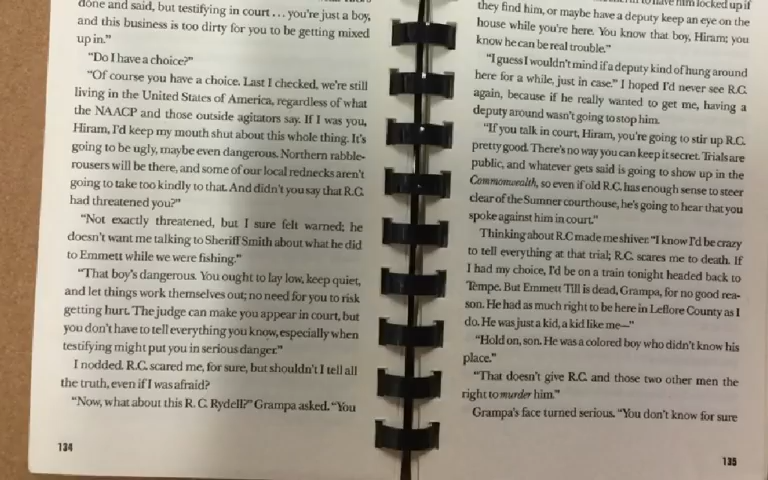 done and said, but testifying in court . . . you're just a boy,
and this business is too dirty for you to be getting mixed
up in."
"Do I have a choice?"
"Of course you have a choice. Last I checked, we're still
living in the United States of America, regardless of what
the NAACP and those outside agitators say. If I was you,
Hiram, I'd keep my mouth shut about this whole thing. It's
going to be ugly, maybe even dangerous. Northern rabble-
rousers will be there, and some of our local rednecks aren't
going to take too kindly to that. And didn't you say that R.C.
had threatened you?"
"Not exactly threatened, but I sure felt warned; he
doesn't want me talking to Sheriff Smith about what he did
to Emmett while we were fishing."
"That boy's dangerous. You ought to lay low, keep quiet,
and let things work themselves out; no need for you to risk
getting hurt. The judge can make you appear in court, but
you don't have to tell everything you know, especially when
testifying might put you in serious danger."
I nodded. R.C. scared me, for sure, but shouldn't I tell all
the truth, even if I was afraid?
"Now, what about this R. C. Rydell?" Grampa asked. "You
134
to have him locked up if
they find him, or maybe have a deputy keep an eye on the
house while you're here. You know that boy, Hiram; you
know he can be real trouble."
"I guess I wouldn't mind if a deputy kind of hung around
here for a while, just in case." I hoped I'd never see R.C.
again, because if he really wanted to get me, having a
deputy around wasn't going to stop him.
"If you talk in court, Hiram, you're going to stir up R.C.
pretty good. There's no way you can keep it secret. Trials are
public, and whatever gets said is going to show up in the
Commonwealth, so even if old R.C. has enough sense to steer
clear of the Sumner courthouse, he's going to hear that you
spoke against him in court."
Thinking about R.C made me shiver. "I know I'd be crazy
to tell everything at that trial; R.C. scares me to death. If
I had my choice, I'd be on a train tonight headed back to
Tempe. But Emmett Till is dead, Grampa, for no good rea-
son. He had as much right to be here in Leflore County as I
do. He was just a kid, a kid like me—"
"Hold on, son. He was a colored boy who didn't know his
place."
"That doesn't give R.C. and those two other men the
right to murder him."
Grampa's face turned serious. "You don't know for sure
135